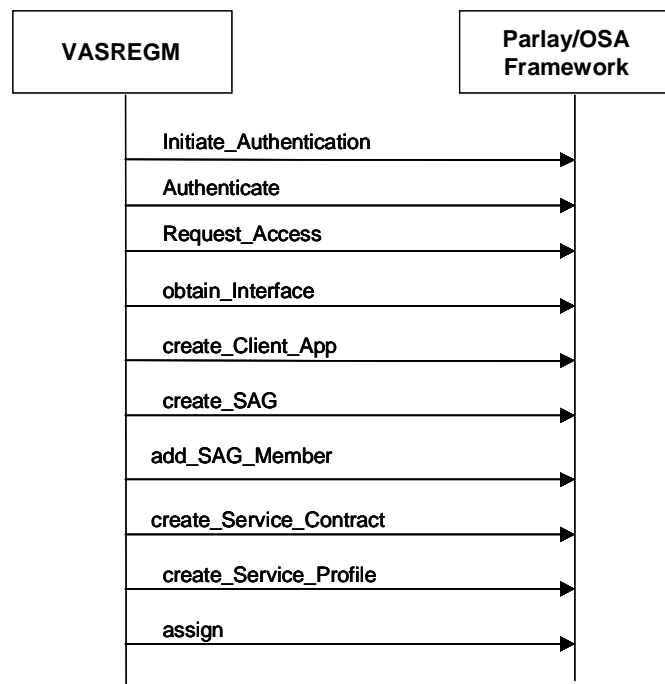 VASREGM
Parlay/OSA
Framework
Initiate_Authentication
Authenticate
Request_Access
obtain_Interface
create_Client_App
create_SAG
add_SAG_Member
create_Service_Contract
create_Service_Profile
assign